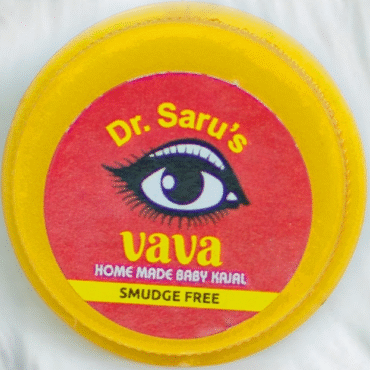 Dr. Saru's
vava
HOME MADE BABY KAJAL
SMUDGE FREE